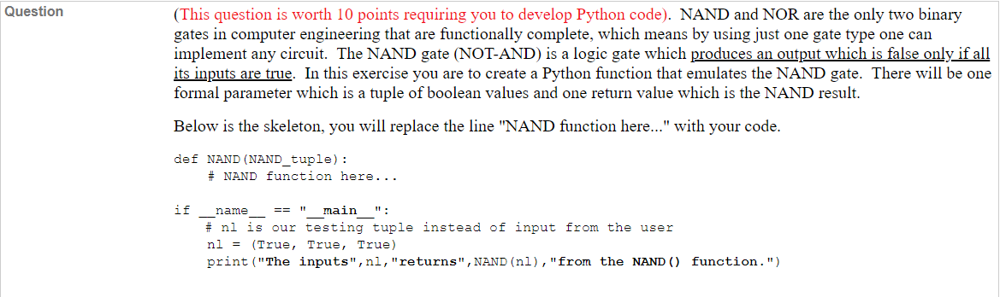 Question
(This question is worth 10 points requiring you to develop Python code).  NAND and NOR are the only two binary
gates in computer engineering that are functionally complete, which means by using just one gate type one can
implement any circuit.  The NAND gate (NOT-AND) is a logic gate which produces an output which is false only if all
its inputs are true.  In this exercise you are to create a Python function that emulates the NAND gate.  There will be one
formal parameter which is a tuple of boolean values and one return value which is the NAND result.
Below is the skeleton, you will replace the line "NAND function here..." with your code.
def NAND(NAND_tuple):
    # NAND function here...
if __name__ == "__main__":
    # nl is our testing tuple instead of input from the user
    nl = (True, True, True)
    print("The inputs",nl,"returns",NAND(nl),"from the NAND() function.")